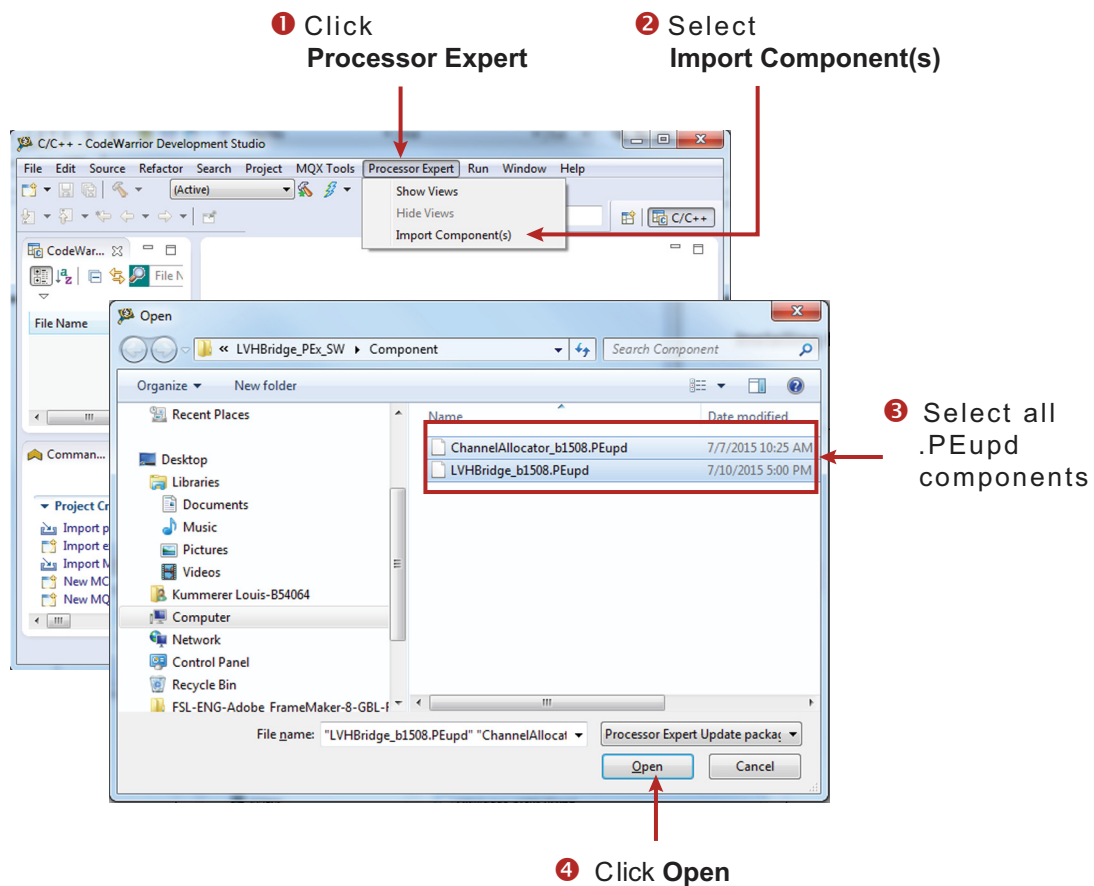 ❶ Click
Processor Expert
❷ Select
Import Component(s)
C/C++ - CodeWarrior Development Studio
File Edit Source Refactor Search Project MQX Tools Processor Expert Run Window Help
(Active)
Show Views
Hide Views
Import Component(s)
C/C++
CodeWar...
File N
File Name
Open
« LVHBridge_PEx_SW Component
Search Component
Organize
New folder
Recent Places
Desktop
Libraries
Documents
Music
Pictures
Videos
Kummerer Louis-B54064
Computer
Network
Control Panel
Recycle Bin
FSL-ENG-Adobe FrameMaker-8-GBL-F
Name
Date modified
ChannelAllocator_b1508.PEupd 7/7/2015 10:25 AM
LVHBridge_b1508.PEupd 7/10/2015 5:00 PM
❸ Select all
.PEupd
components
Comman...
Project Cr
Import p
Import e
Import M
New MC
New MQ
File name: "LVHBridge_b1508.PEupd" "ChannelAllocat
Processor Expert Update packag
Open
Cancel
❹ Click Open